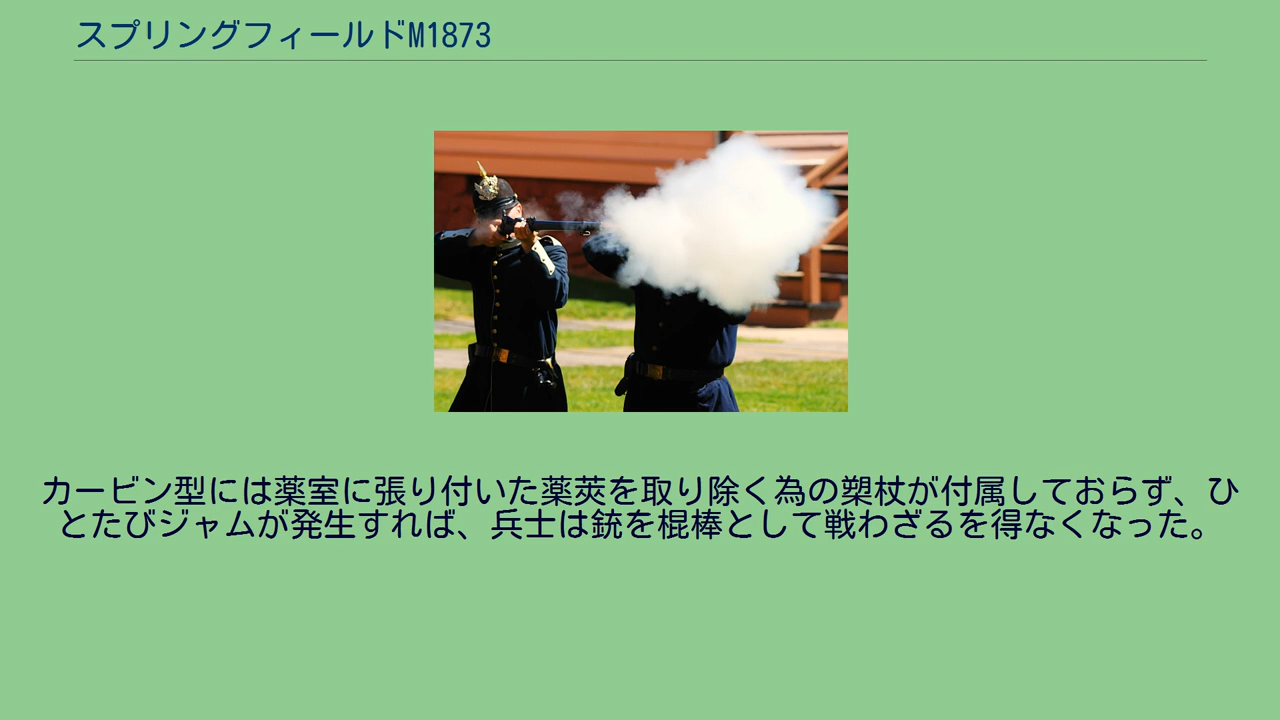 スプリングフィールドM1873
カービン型には薬室に張り付いた薬莢を取り除く為の槊杖が付属しておらず、ひ
とたびジャムが発生すれば、兵士は銃を棍棒として戦わざるを得なくなった。